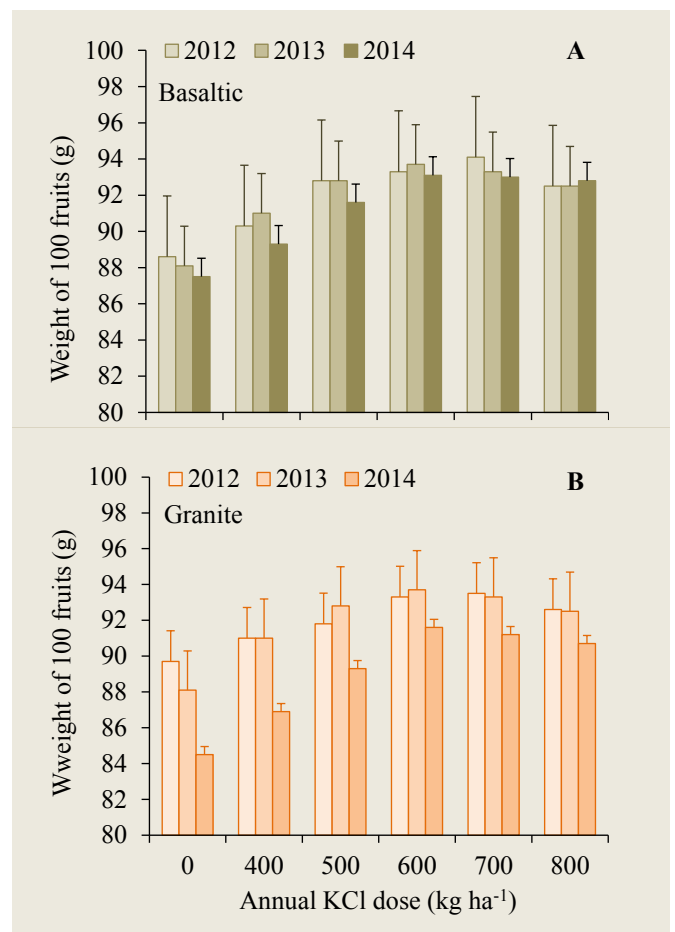 100
2012 2013 2014 A
98
96
Basaltic
94
92
90
88
86
84
82
80
Weight of 100 fruits (g)
100
2012 2013 2014 B
98
Granite
96
94
92
90
88
86
84
82
80
Wweight of 100 fruits (g)
0 400 500 600 700 800
Annual KCl dose (kg ha⁻¹)